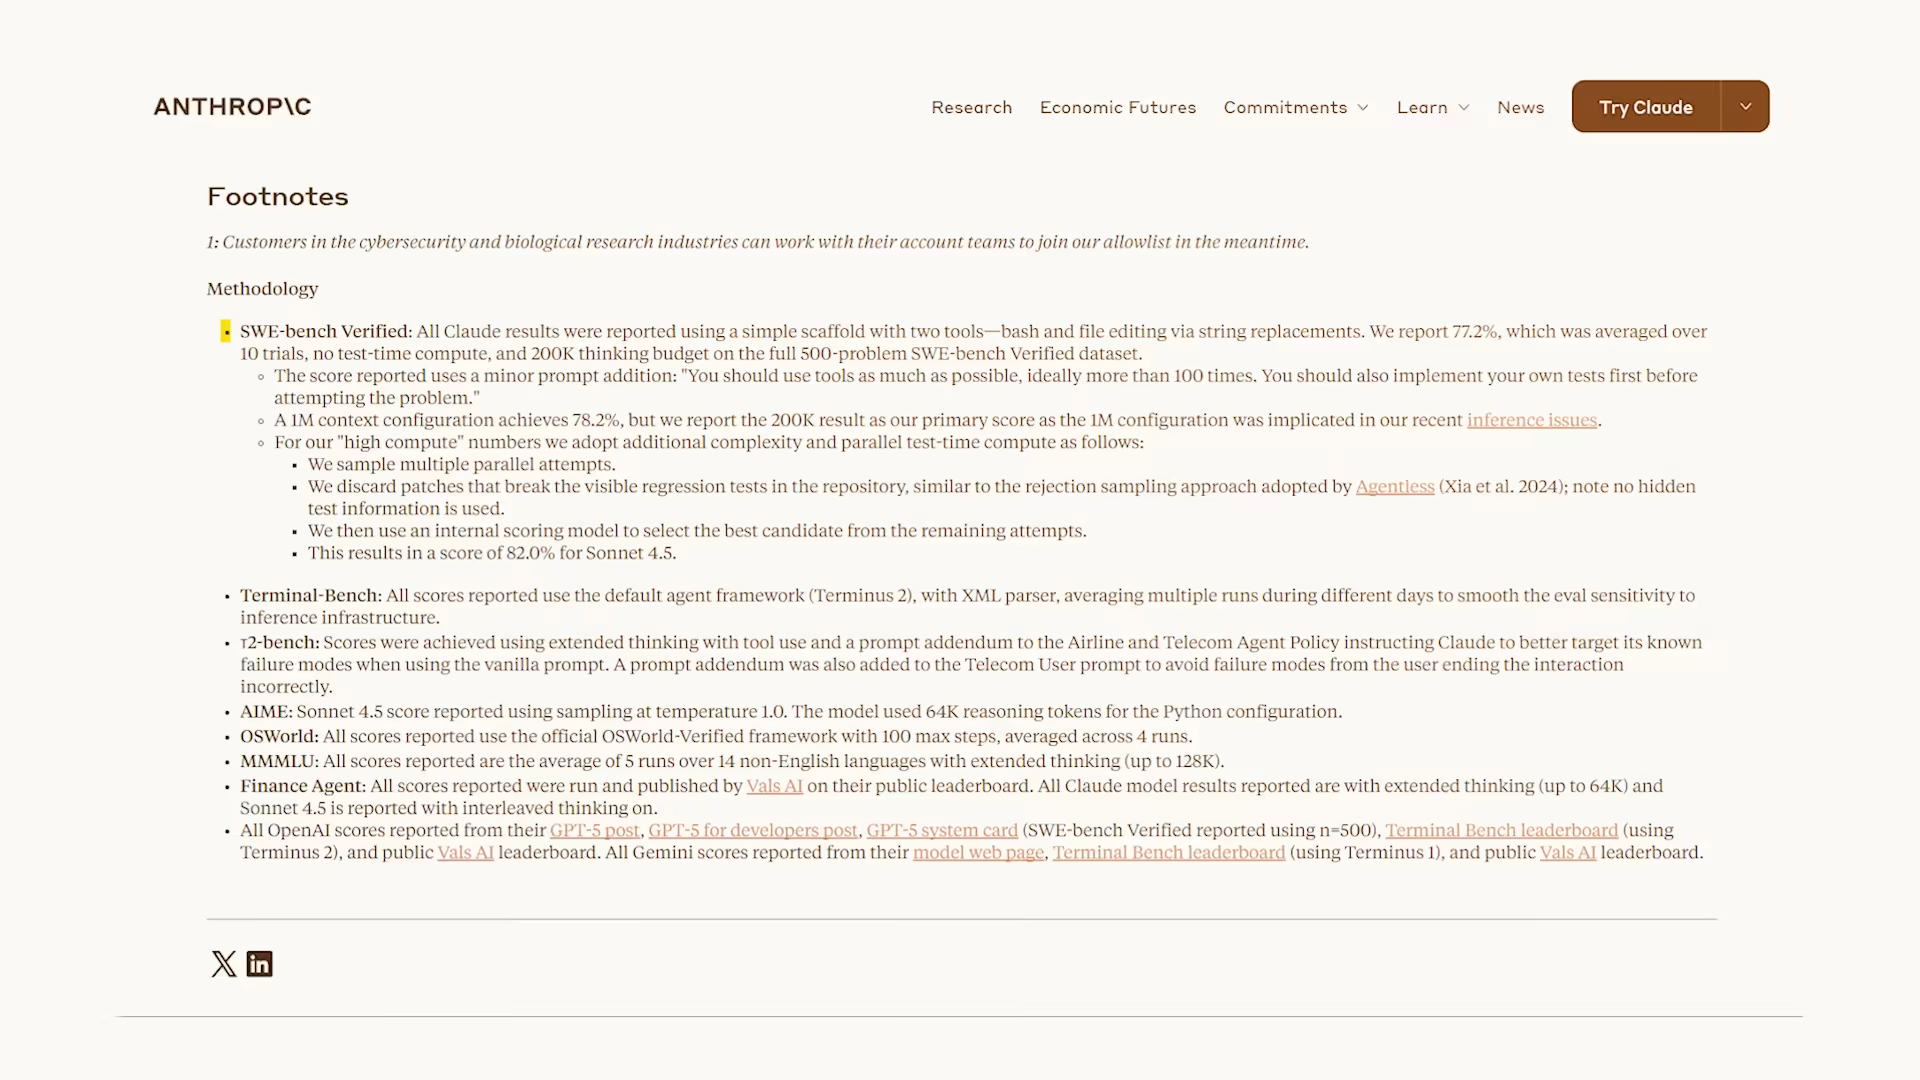 ANTHROP\C
Research Economic Futures Commitments Learn News Try Claude
Footnotes
1: Customers in the cybersecurity and biological research industries can work with their account teams to join our allowlist in the meantime.
Methodology
• SWE-bench Verified: All Claude results were reported using a simple scaffold with two tools—bash and file editing via string replacements. We report 77.2%, which was averaged over
10 trials, no test-time compute, and 200K thinking budget on the full 500-problem SWE-bench Verified dataset.
◦ The score reported uses a minor prompt addition: "You should use tools as much as possible, ideally more than 100 times. You should also implement your own tests first before
attempting the problem."
◦ A 1M context configuration achieves 78.2%, but we report the 200K result as our primary score as the 1M configuration was implicated in our recent inference issues.
◦ For our "high compute" numbers we adopt additional complexity and parallel test-time compute as follows:
▪ We sample multiple parallel attempts.
▪ We discard patches that break the visible regression tests in the repository, similar to the rejection sampling approach adopted by Agentless (Xia et al. 2024); note no hidden
test information is used.
▪ We then use an internal scoring model to select the best candidate from the remaining attempts.
▪ This results in a score of 82.0% for Sonnet 4.5.
• Terminal-Bench: All scores reported use the default agent framework (Terminus 2), with XML parser, averaging multiple runs during different days to smooth the eval sensitivity to
inference infrastructure.
• τ2-bench: Scores were achieved using extended thinking with tool use and a prompt addendum to the Airline and Telecom Agent Policy instructing Claude to better target its known
failure modes when using the vanilla prompt. A prompt addendum was also added to the Telecom User prompt to avoid failure modes from the user ending the interaction
incorrectly.
• AIME: Sonnet 4.5 score reported using sampling at temperature 1.0. The model used 64K reasoning tokens for the Python configuration.
• OSWorld: All scores reported use the official OSWorld-Verified framework with 100 max steps, averaged across 4 runs.
• MMMLU: All scores reported are the average of 5 runs over 14 non-English languages with extended thinking (up to 128K).
• Finance Agent: All scores reported were run and published by Vals AI on their public leaderboard. All Claude model results reported are with extended thinking (up to 64K) and
Sonnet 4.5 is reported with interleaved thinking on.
• All OpenAI scores reported from their GPT-5 post, GPT-5 for developers post, GPT-5 system card (SWE-bench Verified reported using n=500), Terminal Bench leaderboard (using
Terminus 2), and public Vals AI leaderboard. All Gemini scores reported from their model web page, Terminal Bench leaderboard (using Terminus 1), and public Vals AI leaderboard.
X in